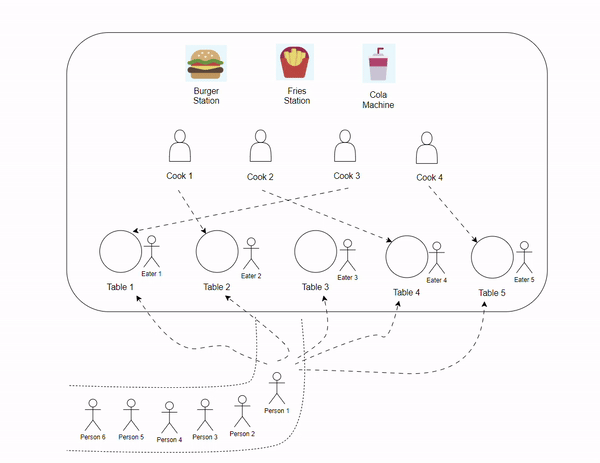 Burger
Station
Fries
Station
Cola
Machine
Cook 1
Cook 2
Cook 3
Cook 4
Eater 1
Eater 2
Eater 3
Eater 4
Eater 5
Table 1
Table 2
Table 3
Table 4
Table 5
Person 1
Person 6
Person 5
Person 4
Person 3
Person 2